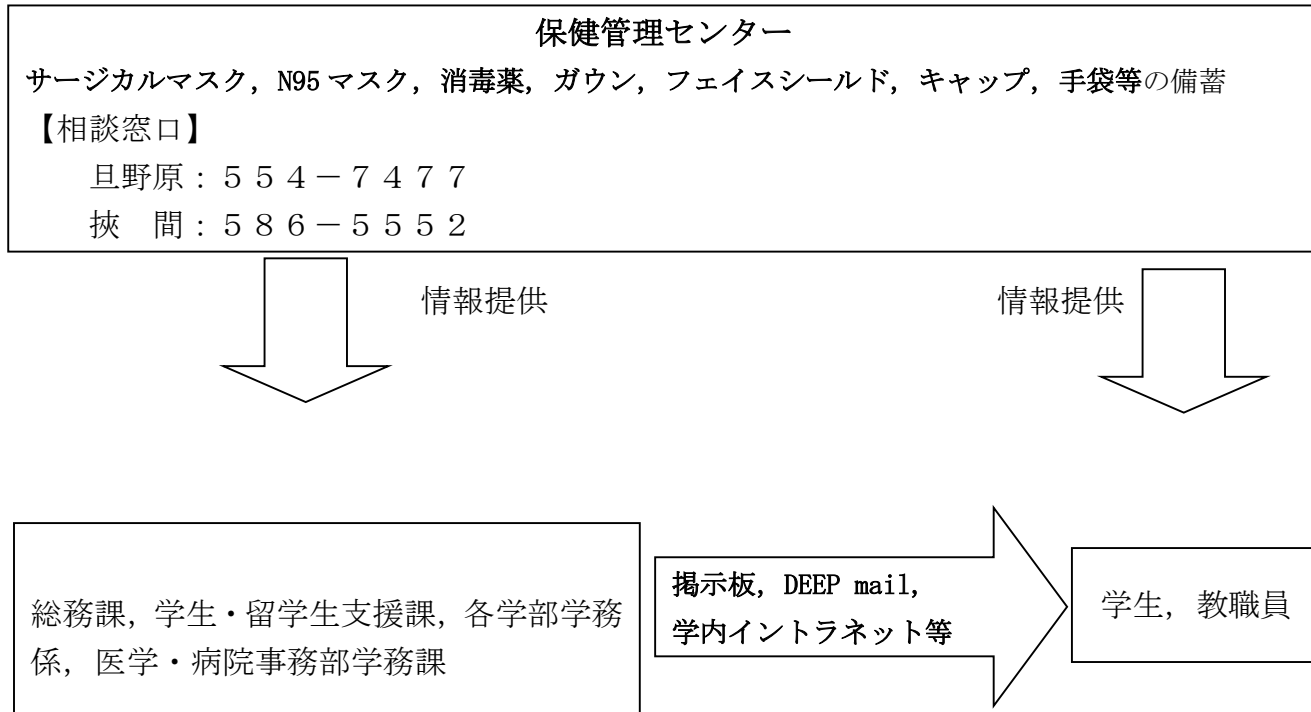 保健管理センター
サージカルマスク，N95 マスク，消毒薬，ガウン，フェイスシールド，キャップ，手袋等の備蓄
【相談窓口】
旦野原：５５４－７４７７
挾　間：５８６－５５５２
情報提供
情報提供
総務課，学生・留学生支援課，各学部学務
係，医学・病院事務部学務課
掲示板，DEEP mail，
学内イントラネット等
学生，教職員